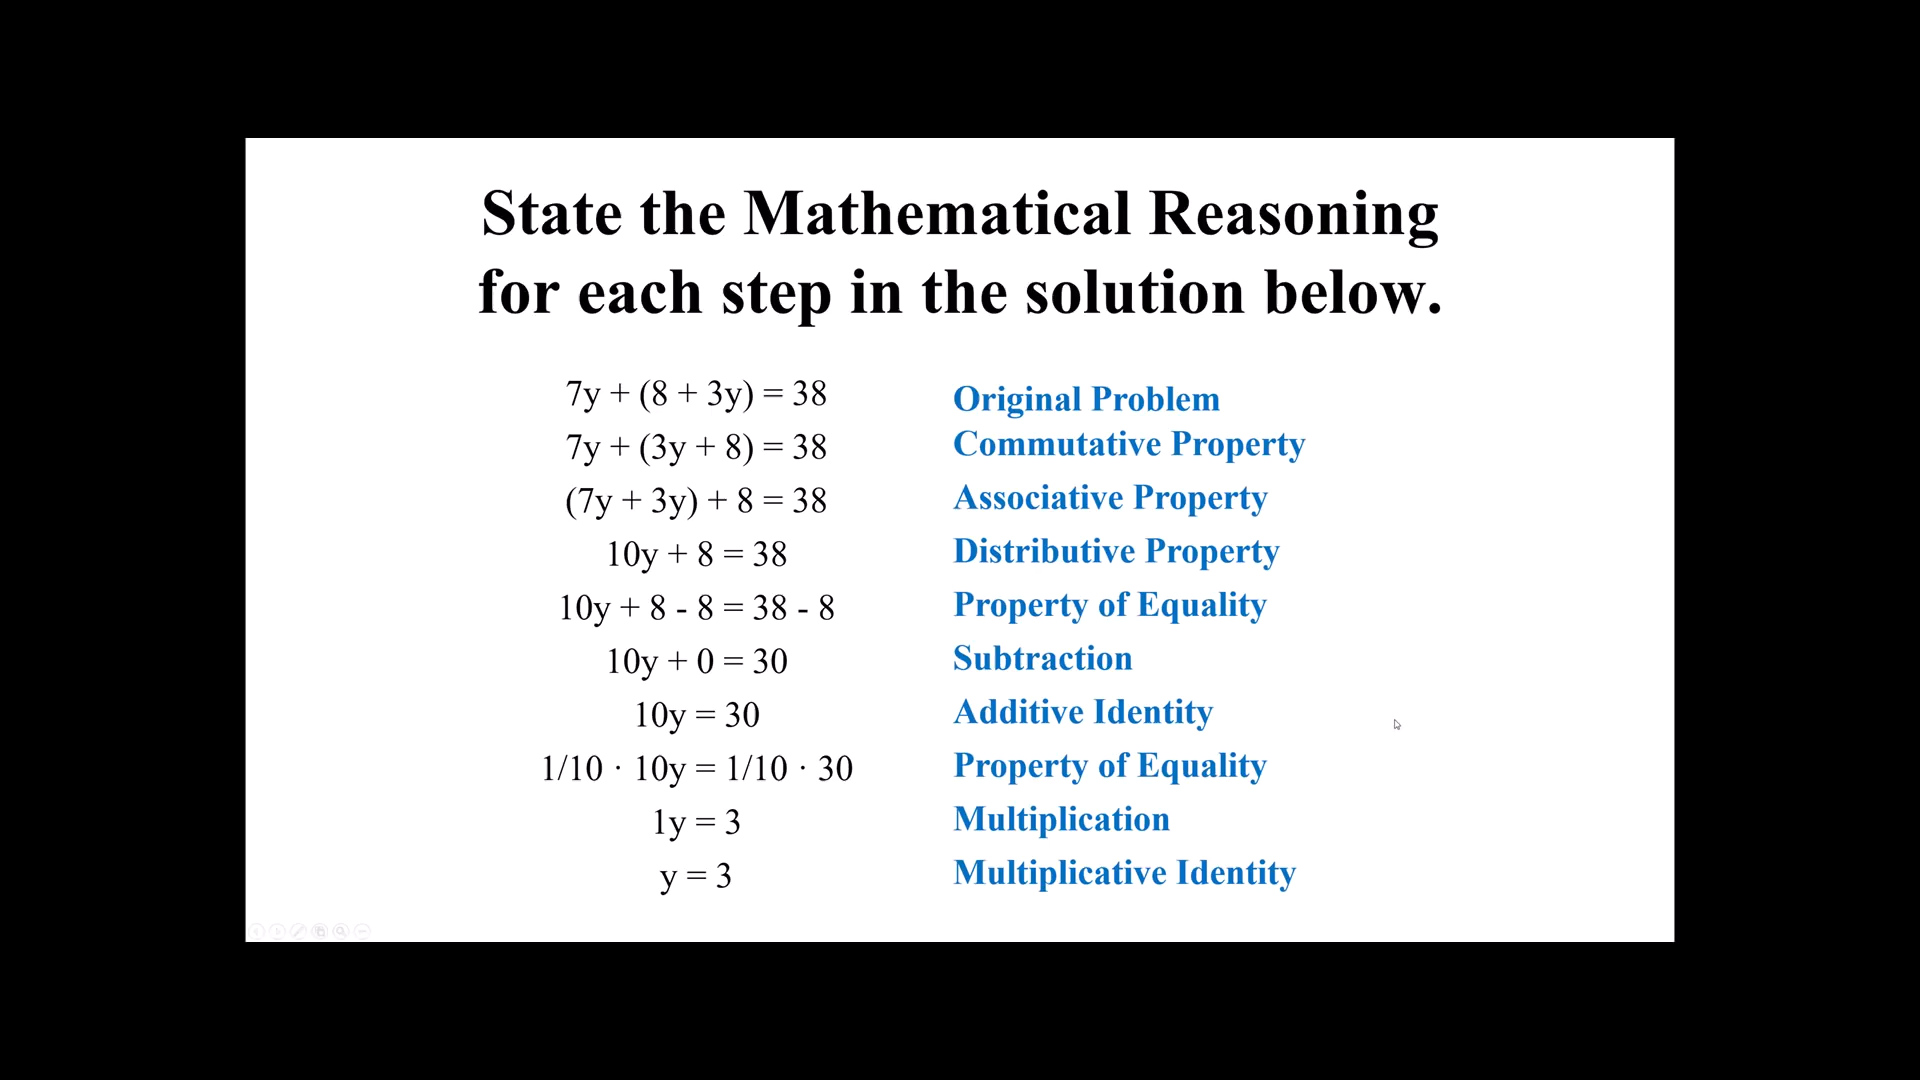 State the Mathematical Reasoning
for each step in the solution below.
7y + (8 + 3y) = 38 Original Problem
7y + (3y + 8) = 38 Commutative Property
(7y + 3y) + 8 = 38 Associative Property
10y + 8 = 38 Distributive Property
10y + 8 - 8 = 38 - 8 Property of Equality
10y + 0 = 30 Subtraction
10y = 30 Additive Identity
1/10 · 10y = 1/10 · 30 Property of Equality
1y = 3 Multiplication
y = 3 Multiplicative Identity